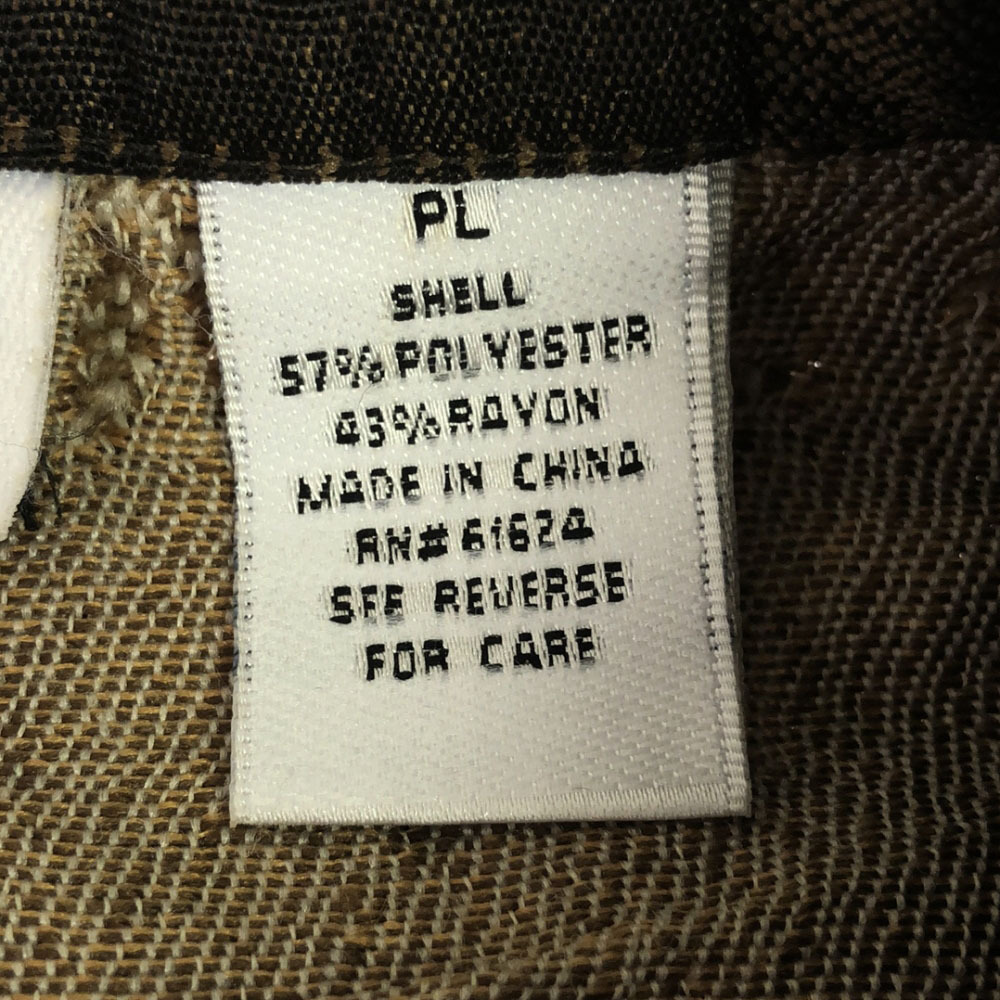 PL
SHELL
57% POLYESTER
43% RAYON
MADE IN CHINA
RN# 61624
SEE REVERSE
FOR CARE